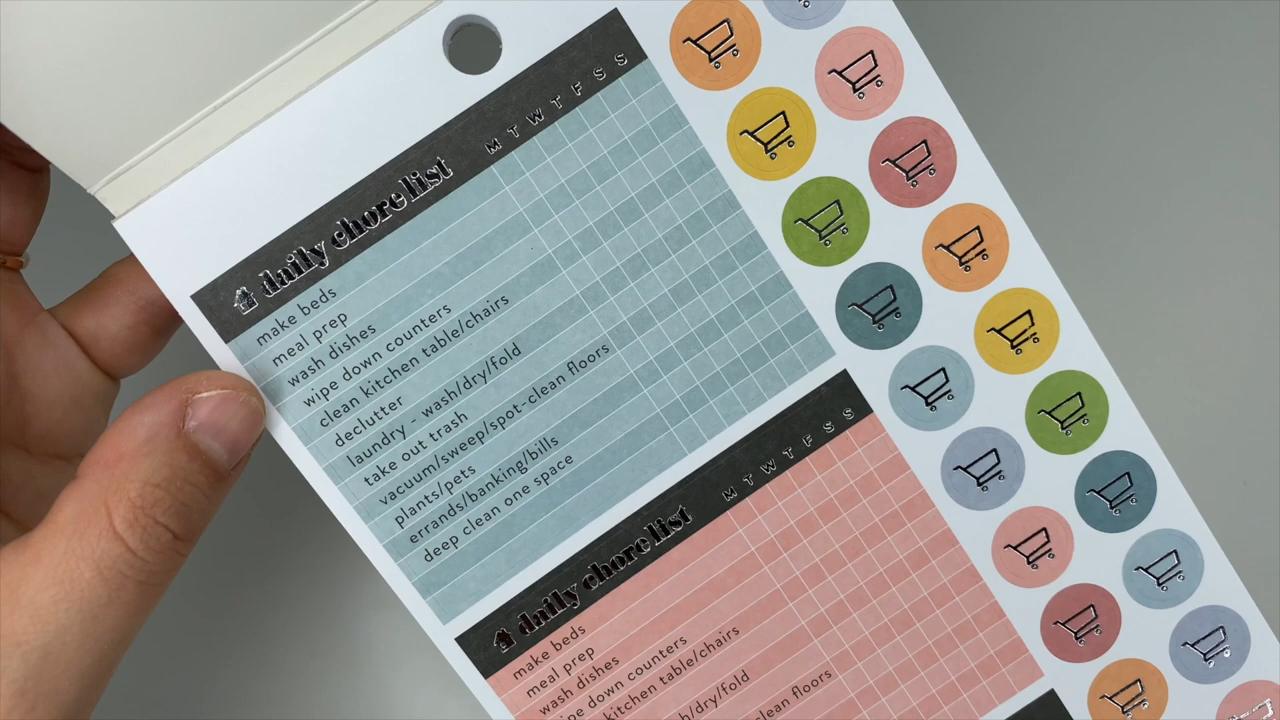 daily chore list M T W T F S S
make beds
meal prep
wash dishes
wipe down counters
clean kitchen table/chairs
declutter
laundry - wash/dry/fold
take out trash
vacuum/sweep/spot-clean floors
plants/pets
errands/banking/bills
deep clean one space
daily chore list M T W T F S S
make beds
meal prep
wash dishes
wipe down counters
kitchen table/chairs
/dry/fold
clean floors